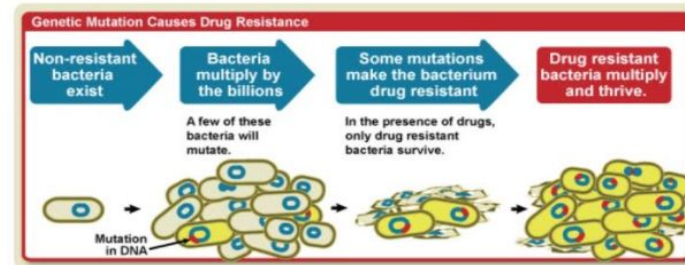 Genetic Mutation Causes Drug Resistance
Non-resistant
bacteria
exist
Bacteria
multiply by
the billions
Some mutations
make the bacterium
drug resistant
Drug resistant
bacteria multiply
and thrive.
A few of these
bacteria will
mutate.
In the presence of drugs,
only drug resistant
bacteria survive.
Mutation
in DNA